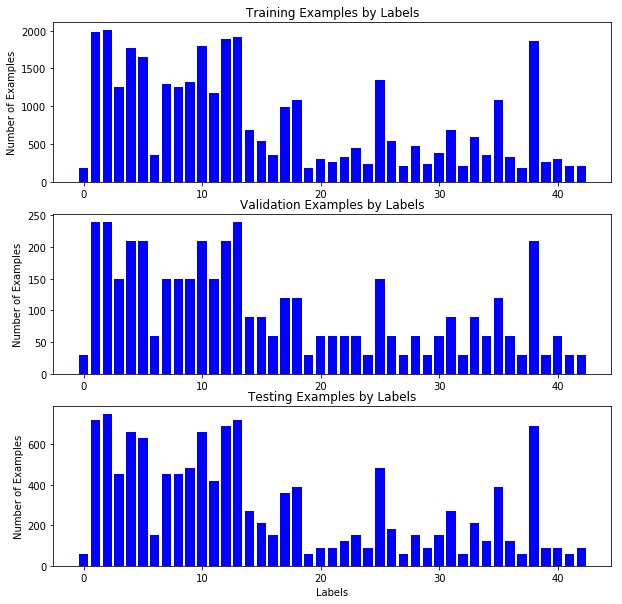 Training Examples by Labels
2000
1500
1000
500
0
Number of Examples
0 10 20 30 40
Validation Examples by Labels
250
200
150
100
50
0
Number of Examples
0 10 20 30 40
Testing Examples by Labels
600
400
200
0
Number of Examples
0 10 20 30 40
Labels